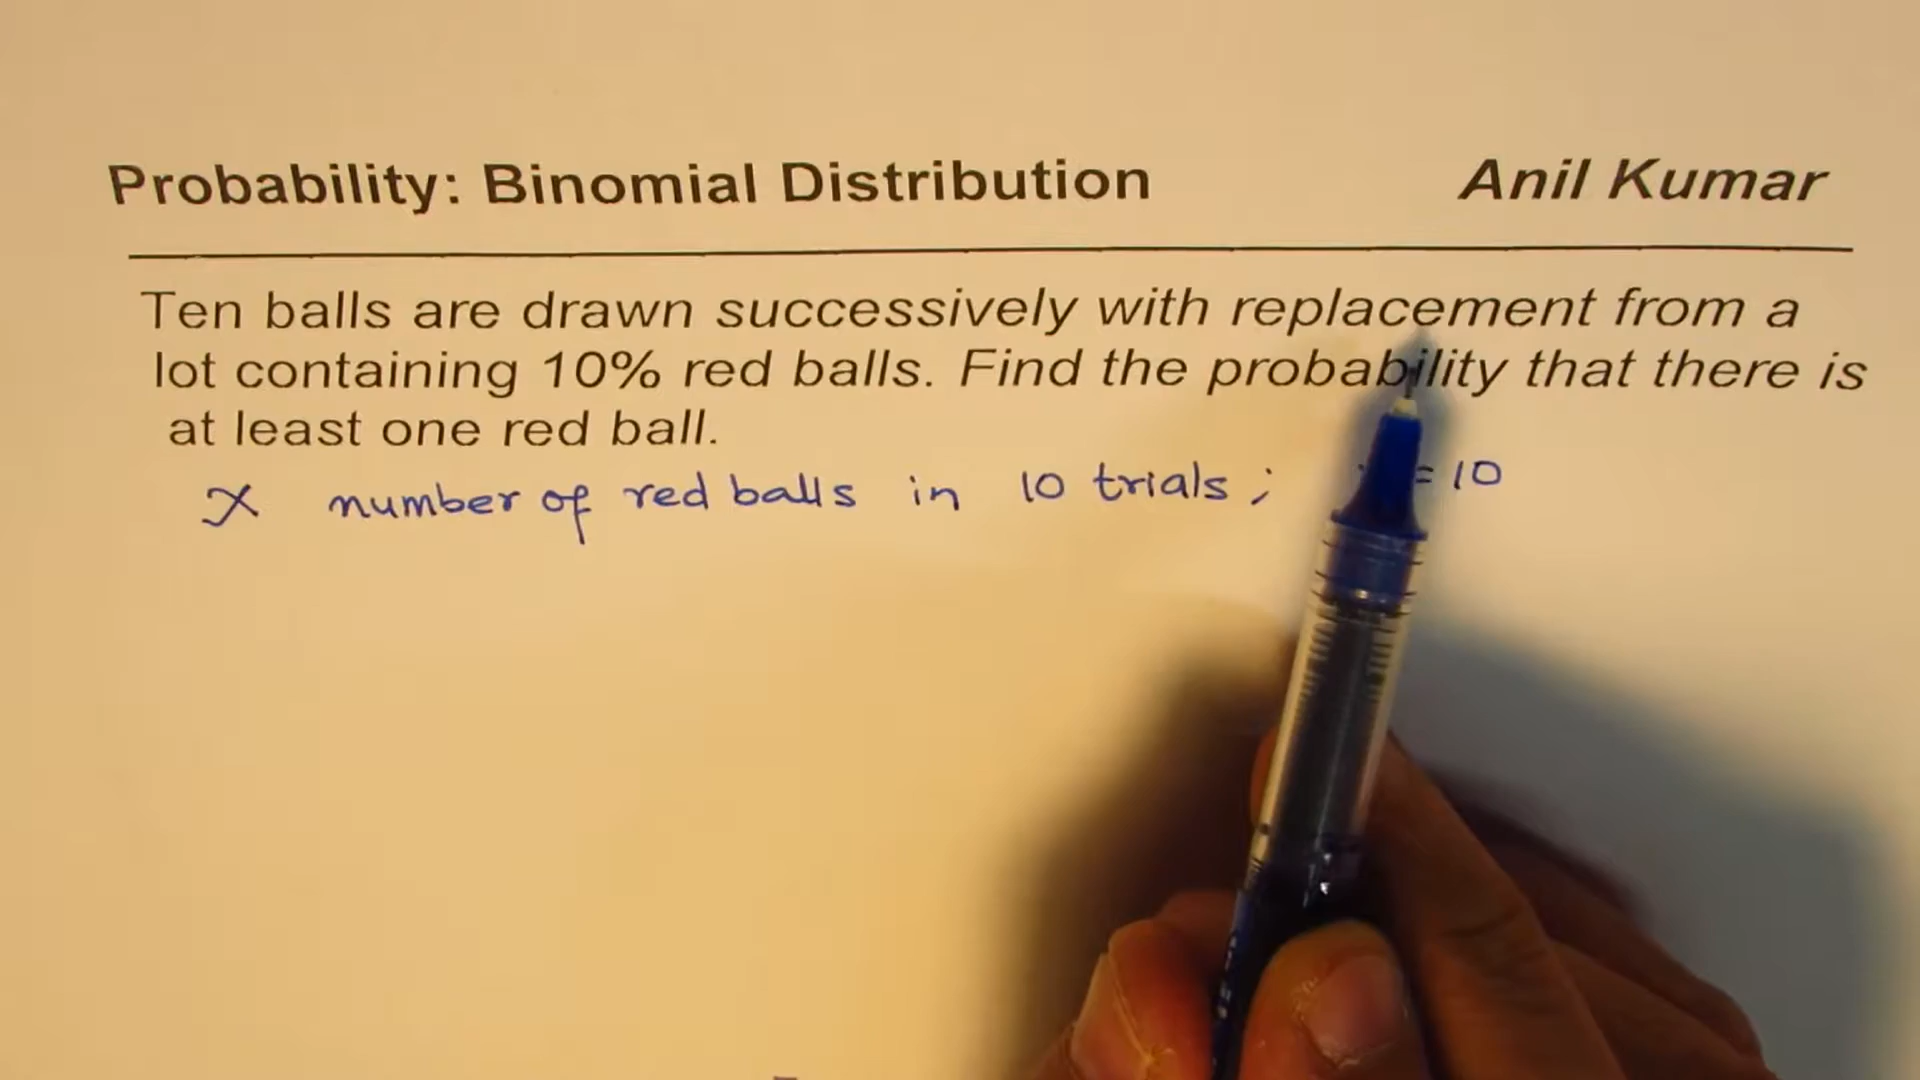 Probability: Binomial Distribution Anil Kumar
Ten balls are drawn successively with replacement from a
lot containing 10% red balls. Find the probability that there is
at least one red ball.
X number of red balls in 10 trials ; = 10